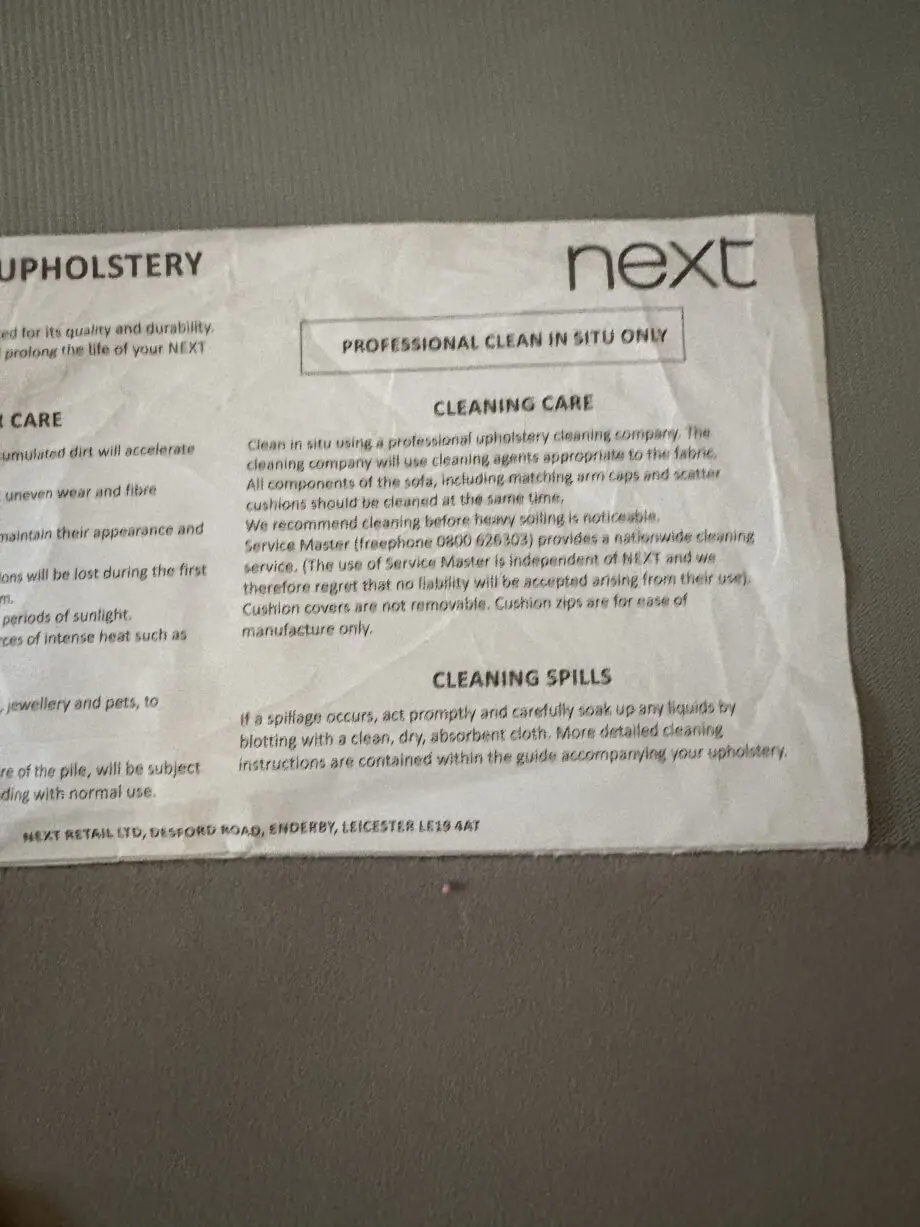 UPHOLSTERY
next
ed for its quality and durability.
prolong the life of your NEXT
PROFESSIONAL CLEAN IN SITU ONLY
CARE
umulated dirt will accelerate
uneven wear and fibre
maintain their appearance and
ons will be lost during the first
m.
periods of sunlight.
rces of intense heat such as
, jewellery and pets, to
re of the pile, will be subject
ding with normal use.
CLEANING CARE
Clean in situ using a professional upholstery cleaning company. The
cleaning company will use cleaning agents appropriate to the fabric.
All components of the sofa, including matching arm caps and scatter
cushions should be cleaned at the same time.
We recommend cleaning before heavy soiling is noticeable.
Service Master (freephone 0800 626303) provides a nationwide cleaning
service. (The use of Service Master is independent of NEXT and we
therefore regret that no liability will be accepted arising from their use).
Cushion covers are not removable. Cushion zips are for ease of
manufacture only.
CLEANING SPILLS
If a spillage occurs, act promptly and carefully soak up any liquids by
blotting with a clean, dry, absorbent cloth. More detailed cleaning
instructions are contained within the guide accompanying your upholstery.
NEXT RETAIL LTD, DESFORD ROAD, ENDERBY, LEICESTER LE19 4AT